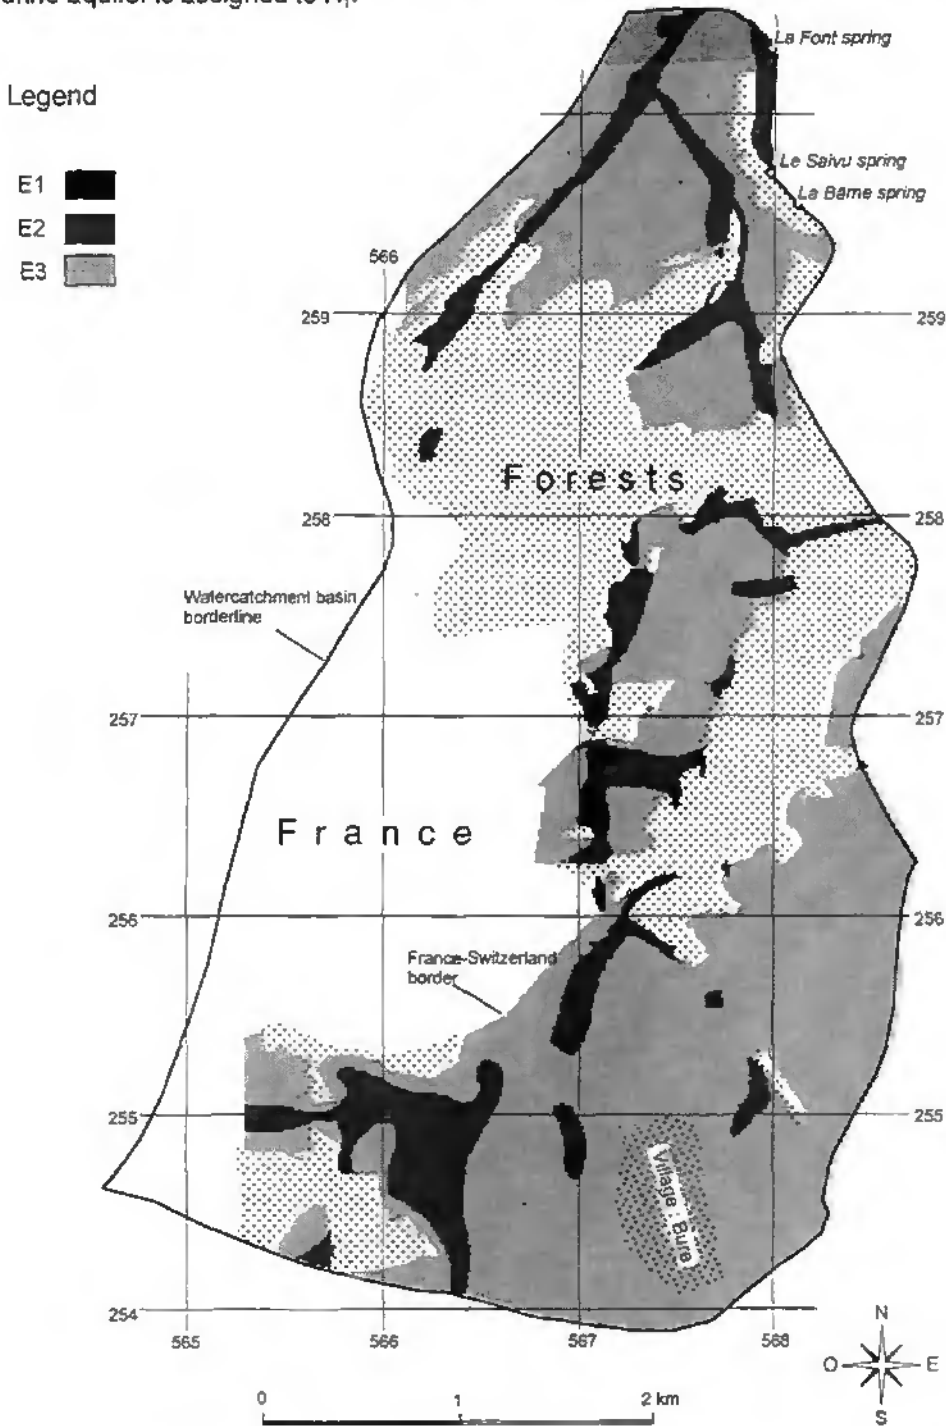 Legend
E1
E2
E3
La Font spring
Le Saivu spring
La Bâme spring
566
259
259
Forests
258
258
Watercatchment basin
borderline
257
257
France
256
256
France-Switzerland
border
255
255
Village : Bure
254
254
565
566
567
568
N
O
E
S
0
1
2 km